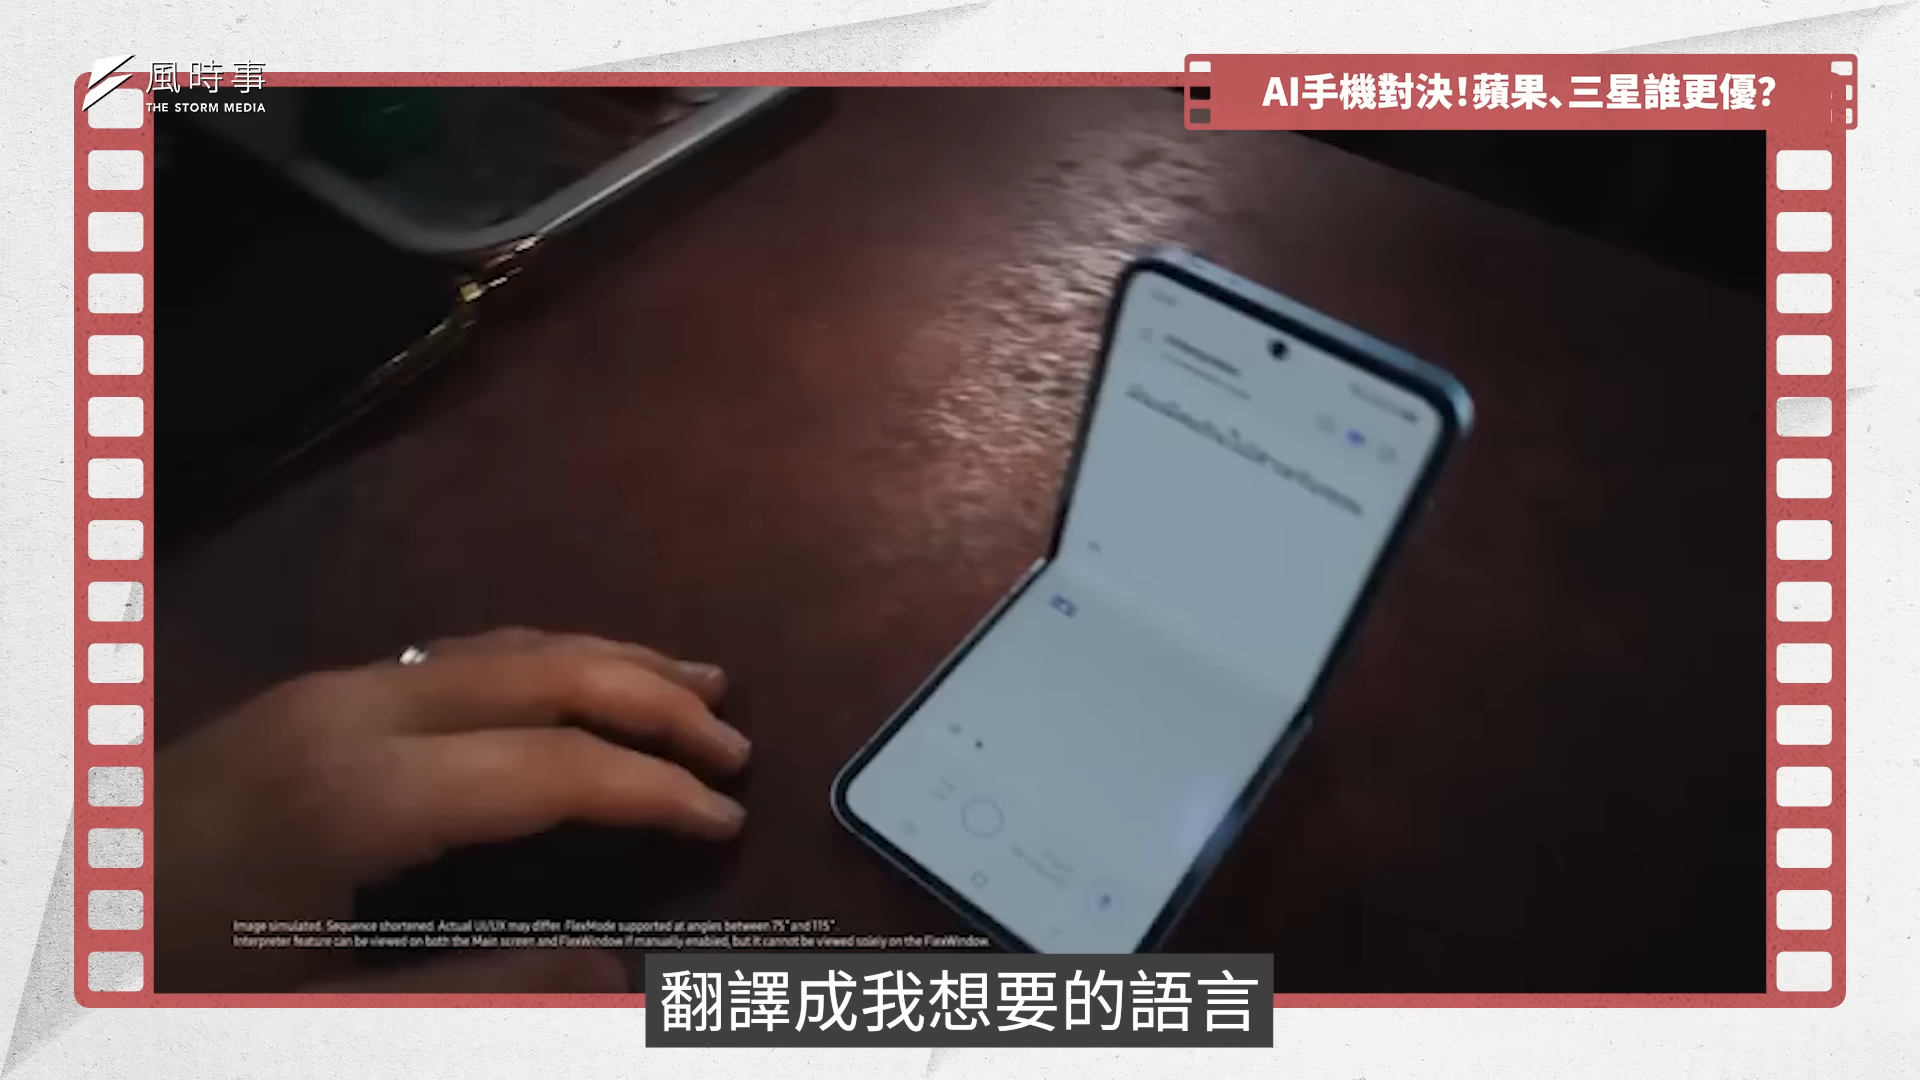 風時事
THE STORM MEDIA
AI手機對決!蘋果、三星誰更優?
Image simulated. Sequence shortened. Actual UI/UX may differ. FlexMode supported at angles between 75° and 115°.
Interpreter feature can be viewed on both the Main screen and FlexWindow if manually enabled, but it cannot be viewed solely on the FlexWindow.
翻譯成我想要的語言